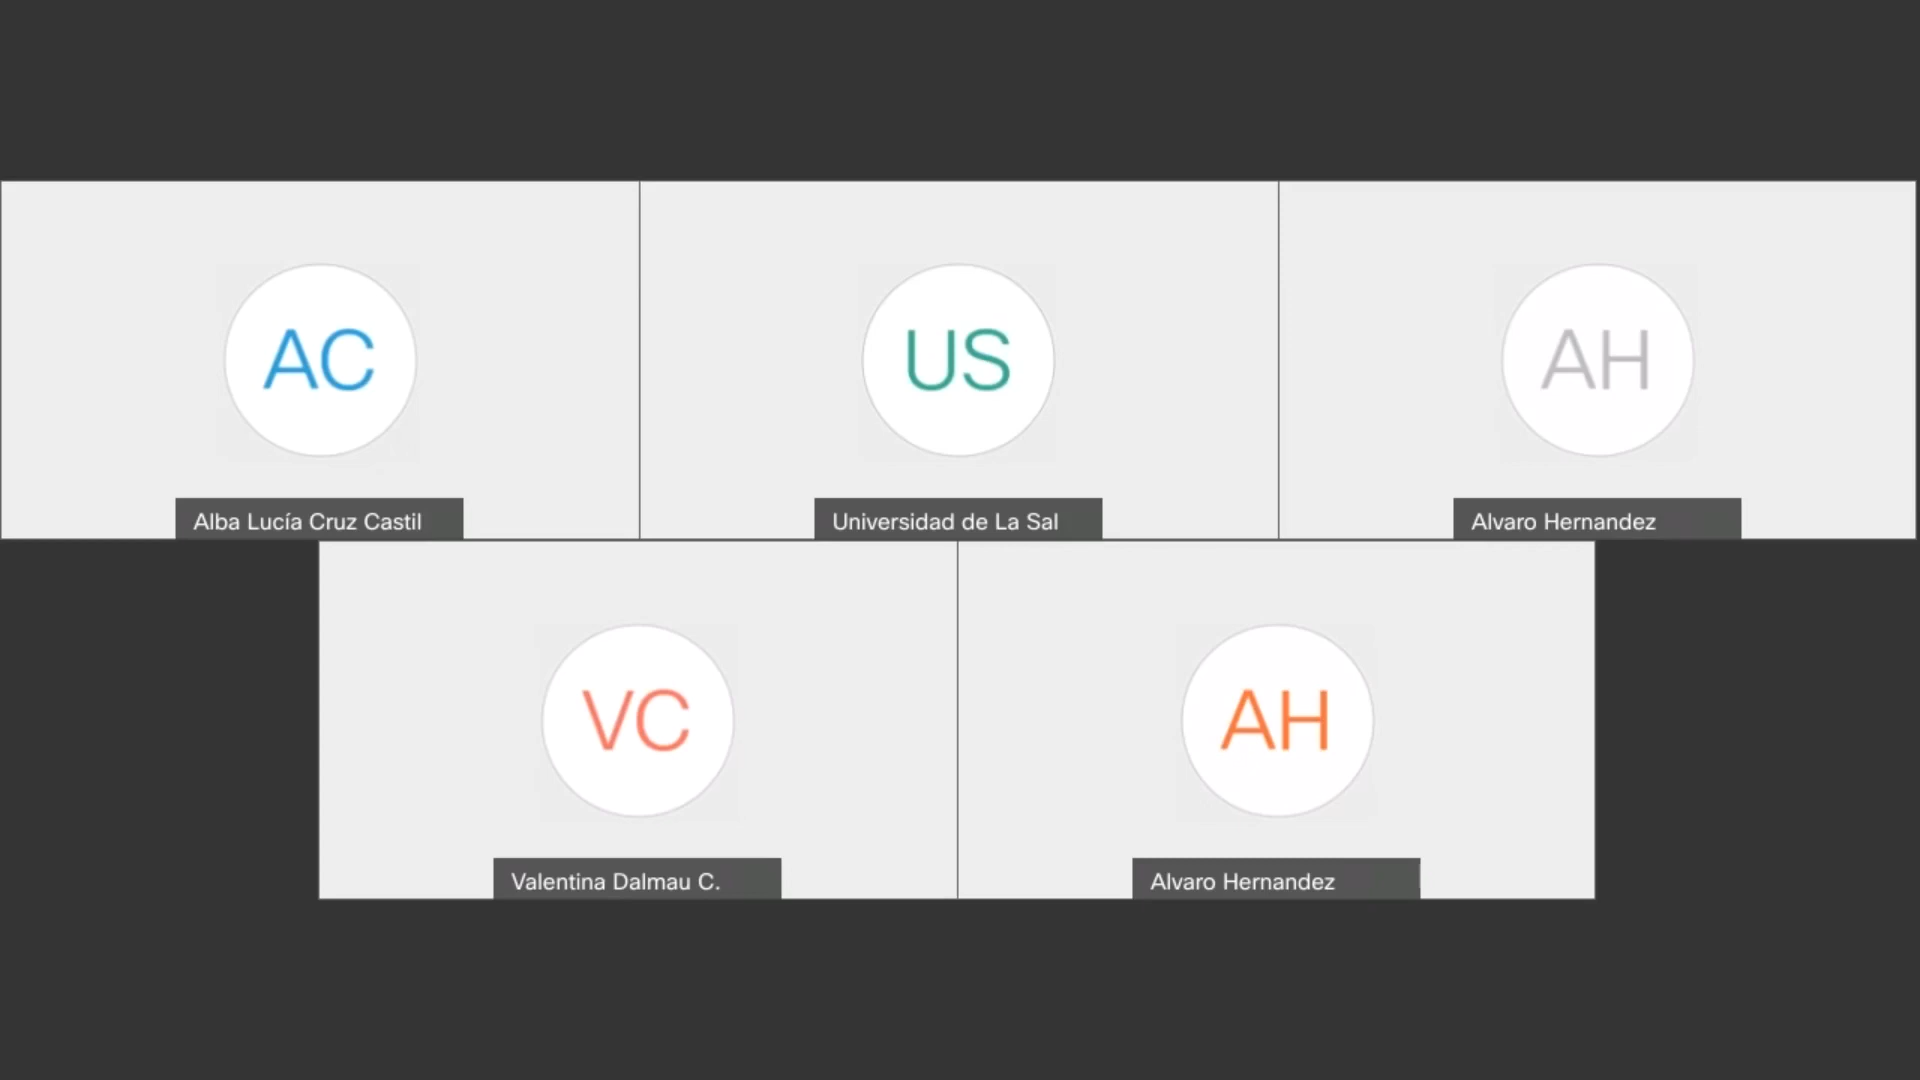 AC
US
AH
Alba Lucía Cruz Castil
Universidad de La Sal
Alvaro Hernandez
VC
AH
Valentina Dalmau C.
Alvaro Hernandez